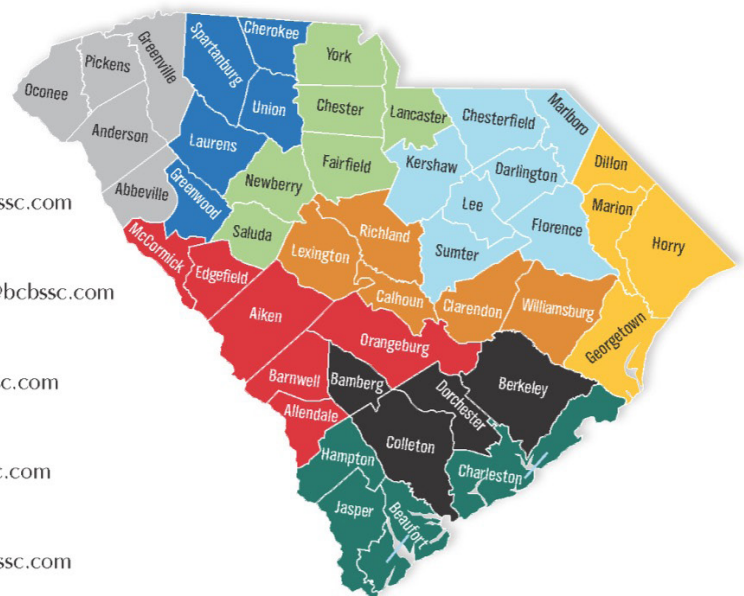 Cherokee
Spartanburg
York
Greenville
Pickens
Oconee
Union
Chester
Lancaster
Chesterfield
Marlboro
Anderson
Laurens
Fairfield
Kershaw
Darlington
Dillon
Abbeville
Greenwood
Newberry
Lee
Marion
ssc.com
Saluda
Richland
Florence
Horry
McCormick
Lexington
Sumter
Edgefield
bcbssc.com
Calhoun
Clarendon
Williamsburg
Aiken
Georgetown
Orangeburg
sc.com
Barnwell
Bamberg
Dorchester
Berkeley
Allendale
Colleton
Hampton
Charleston
c.com
Jasper
Beaufort
ssc.com